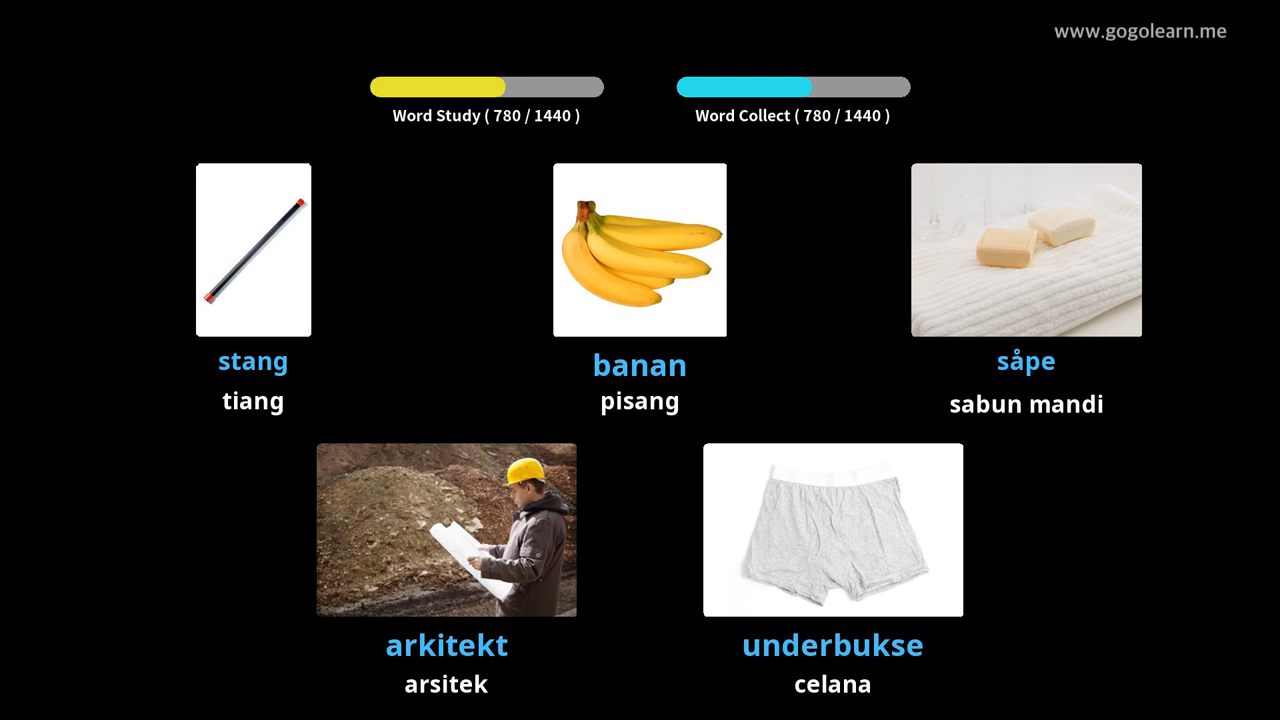 www.gogolearn.me
Word Study ( 780 / 1440 )
Word Collect ( 780 / 1440 )
stang
tiang
banan
pisang
såpe
sabun mandi
arkitekt
arsitek
underbukse
celana